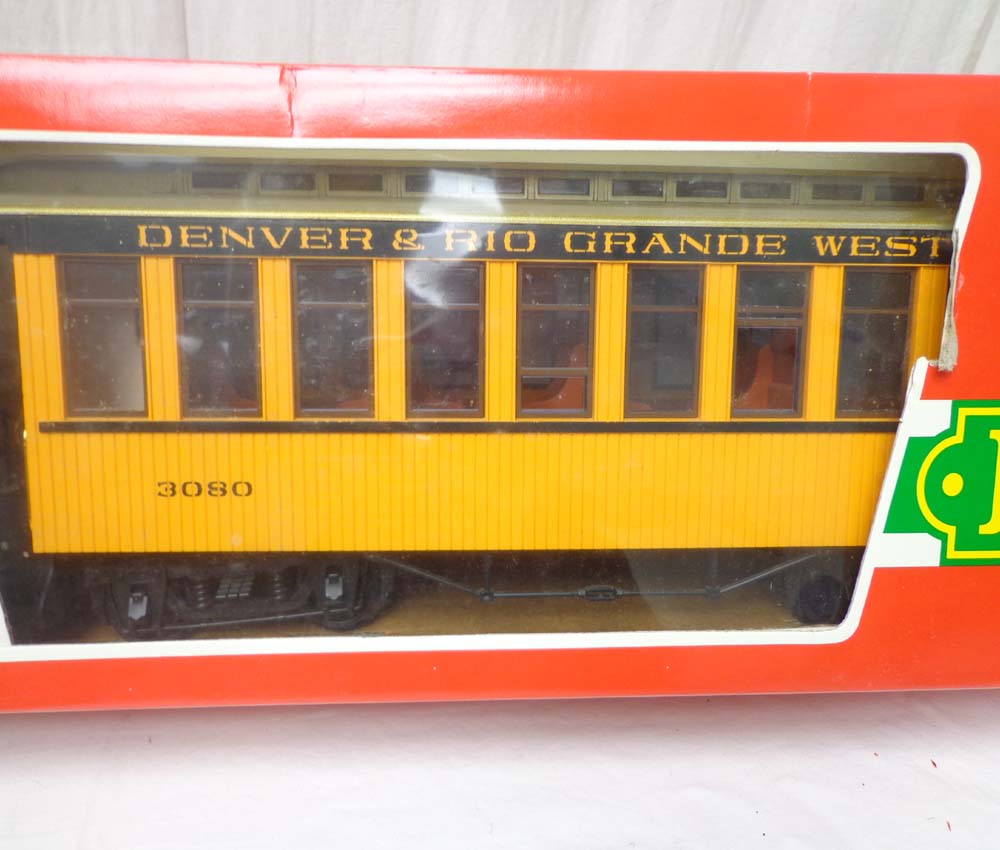 DENVER & RIO GRANDE WEST
3080